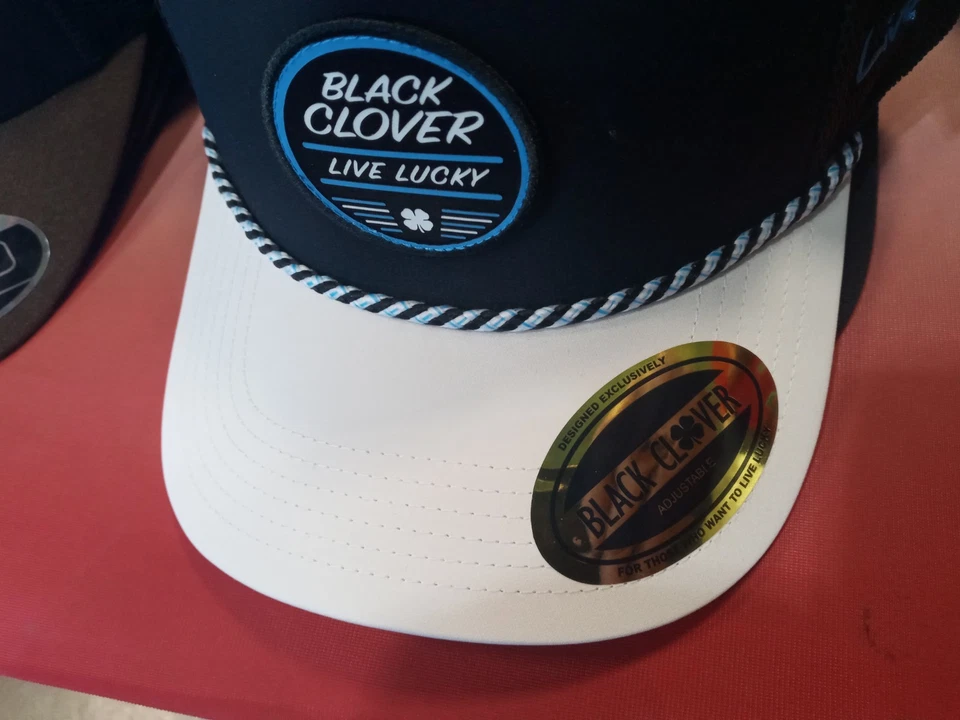 BLACK
CLOVER
LIVE LUCKY
DESIGNED EXCLUSIVELY
BLACK CLOVER
ADJUSTABLE
FOR THOSE WHO WANT TO LIVE LUCKY